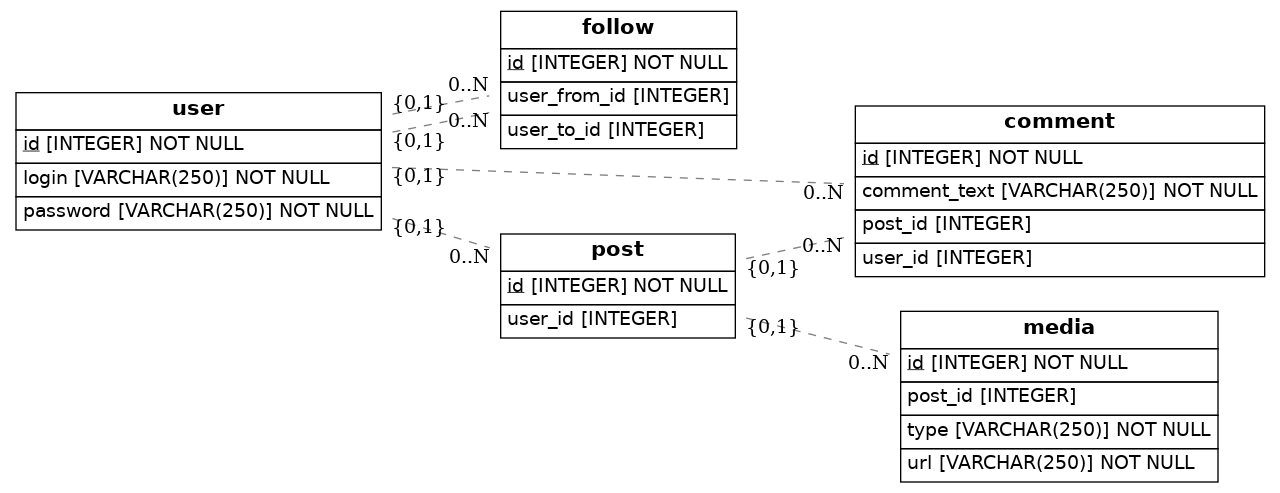 follow
id [INTEGER] NOT NULL
user_from_id [INTEGER]
user_to_id [INTEGER]
0..N
{0,1}
0..N
{0,1}
user
id [INTEGER] NOT NULL
login [VARCHAR(250)] NOT NULL
password [VARCHAR(250)] NOT NULL
{0,1}
0..N
{0,1}
0..N
comment
id [INTEGER] NOT NULL
comment_text [VARCHAR(250)] NOT NULL
post_id [INTEGER]
user_id [INTEGER]
post
id [INTEGER] NOT NULL
user_id [INTEGER]
0..N
{0,1}
{0,1}
0..N
media
id [INTEGER] NOT NULL
post_id [INTEGER]
type [VARCHAR(250)] NOT NULL
url [VARCHAR(250)] NOT NULL